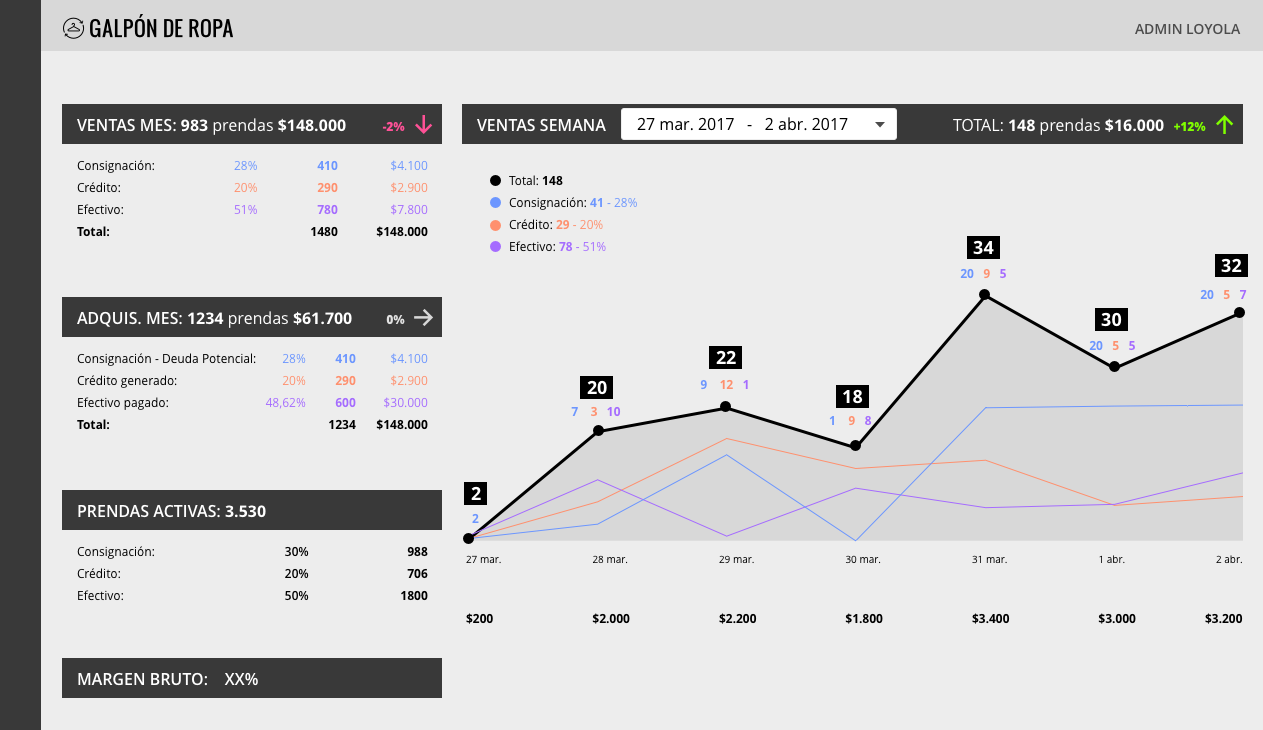 GALPÓN DE ROPA
ADMIN LOYOLA
VENTAS MES: 983 prendas $148.000 -2%
Consignación: 28% 410 $4.100
Crédito: 20% 290 $2.900
Efectivo: 51% 780 $7.800
Total: 1480 $148.000
ADQUIS. MES: 1234 prendas $61.700 0%
Consignación - Deuda Potencial: 28% 410 $4.100
Crédito generado: 20% 290 $2.900
Efectivo pagado: 48,62% 600 $30.000
Total: 1234 $148.000
PRENDAS ACTIVAS: 3.530
Consignación: 30% 988
Crédito: 20% 706
Efectivo: 50% 1800
MARGEN BRUTO: XX%
VENTAS SEMANA 27 mar. 2017 - 2 abr. 2017 TOTAL: 148 prendas $16.000 +12%
Total: 148
Consignación: 41 - 28%
Crédito: 29 - 20%
Efectivo: 78 - 51%
2
2
20
7 3 10
22
9 12 1
18
1 9 8
34
20 9 5
30
20 5 5
32
20 5 7
27 mar. 28 mar. 29 mar. 30 mar. 31 mar. 1 abr. 2 abr.
$200 $2.000 $2.200 $1.800 $3.400 $3.000 $3.200